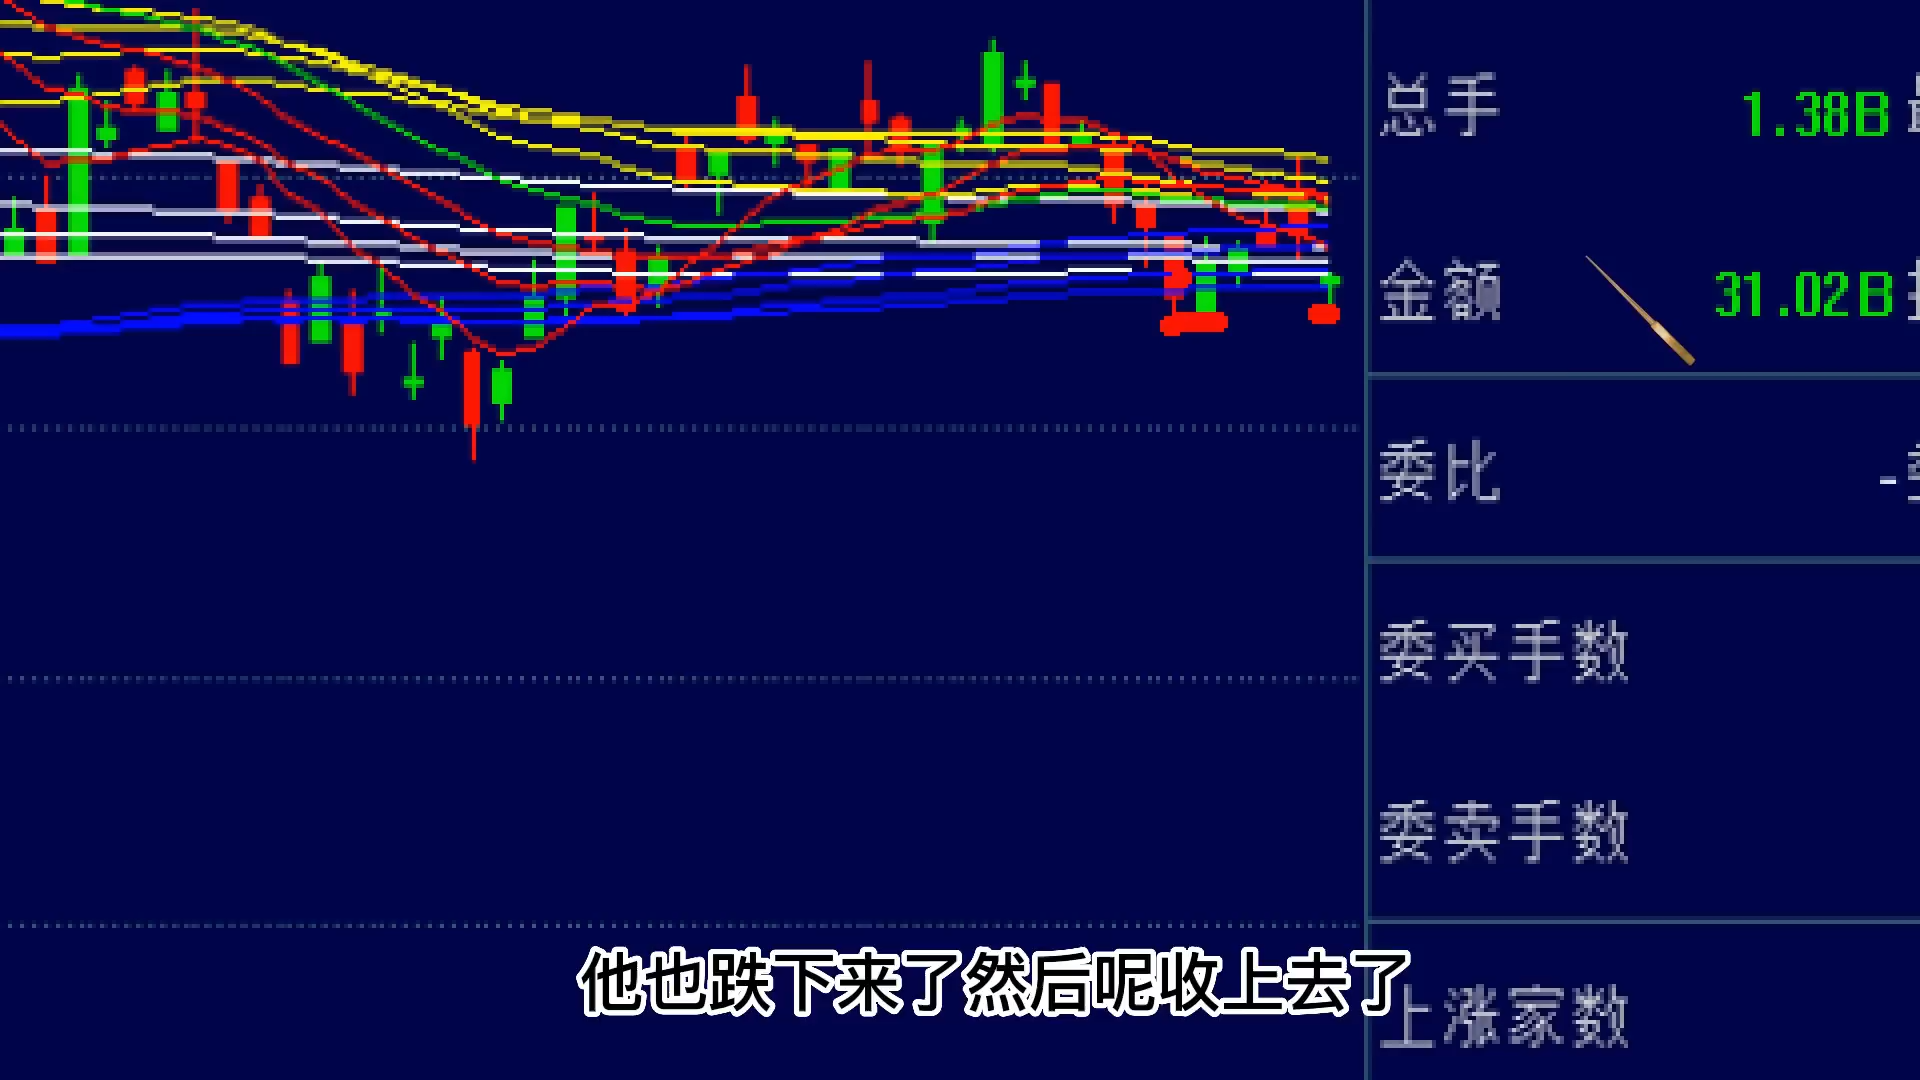 总手 1.38B
金额 31.02B
委比 -
委买手数
委卖手数
他也跌下来了然后呢收上去了
上涨家数